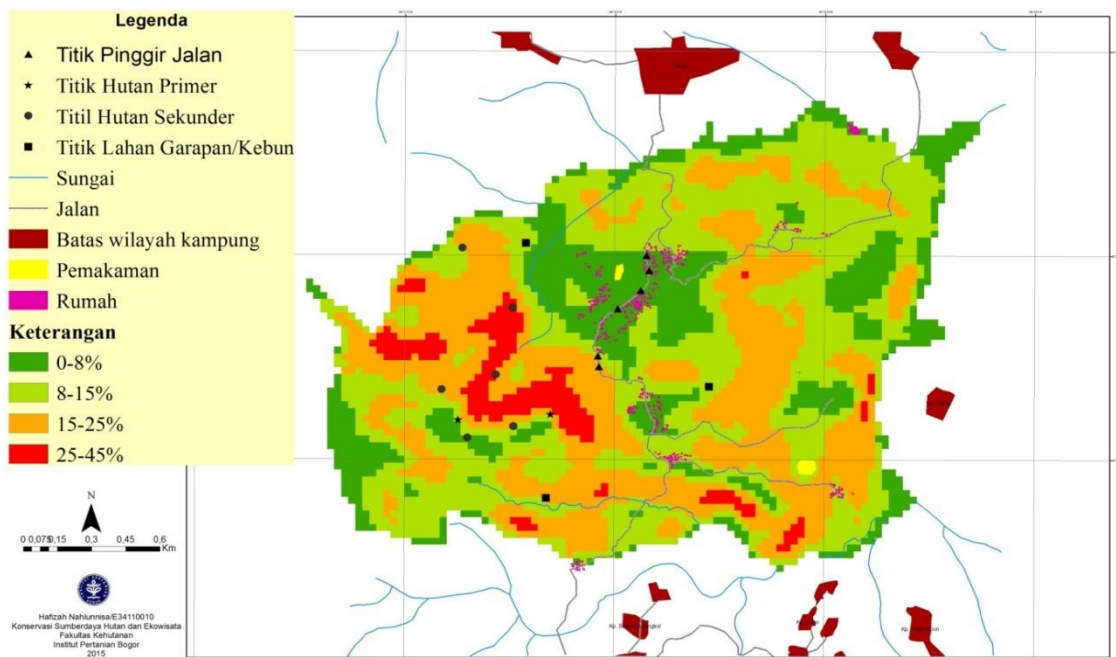 Legenda
Titik Pinggir Jalan
Titik Hutan Primer
Titil Hutan Sekunder
Titik Lahan Garapan/Kebun
Sungai
Jalan
Batas wilayah kampung
Pemakaman
Rumah
Keterangan
0-8%
8-15%
15-25%
25-45%
N
0 0,075 0,15 0,3 0,45 0,6
Km
Hafizah Nahlunnisa/E34110010
Konservasi Sumberdaya Hutan dan Ekowisata
Fakultas Kehutanan
Institut Pertanian Bogor
2015